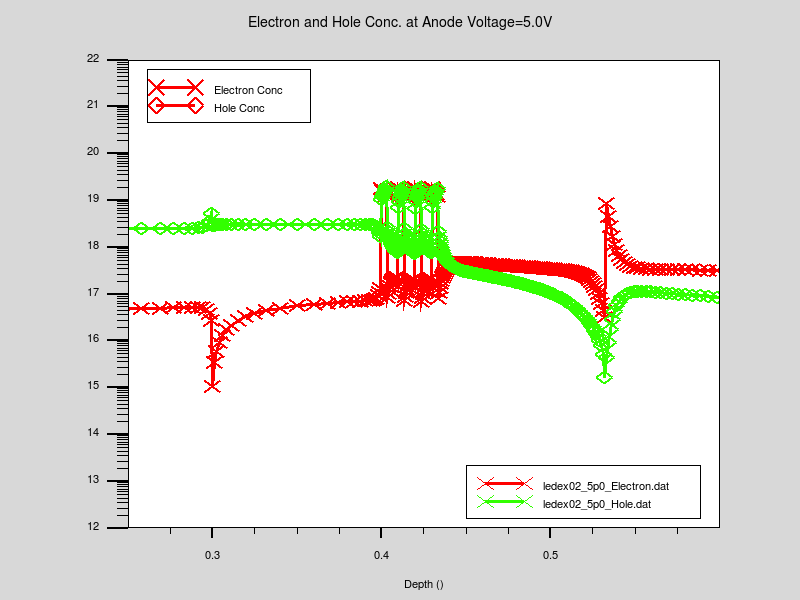 Electron and Hole Conc. at Anode Voltage=5.0V
22
21
20
19
18
17
16
15
14
13
12
Electron Conc
Hole Conc
ledex02_5p0_Electron.dat
ledex02_5p0_Hole.dat
0.3 0.4 0.5
Depth ()